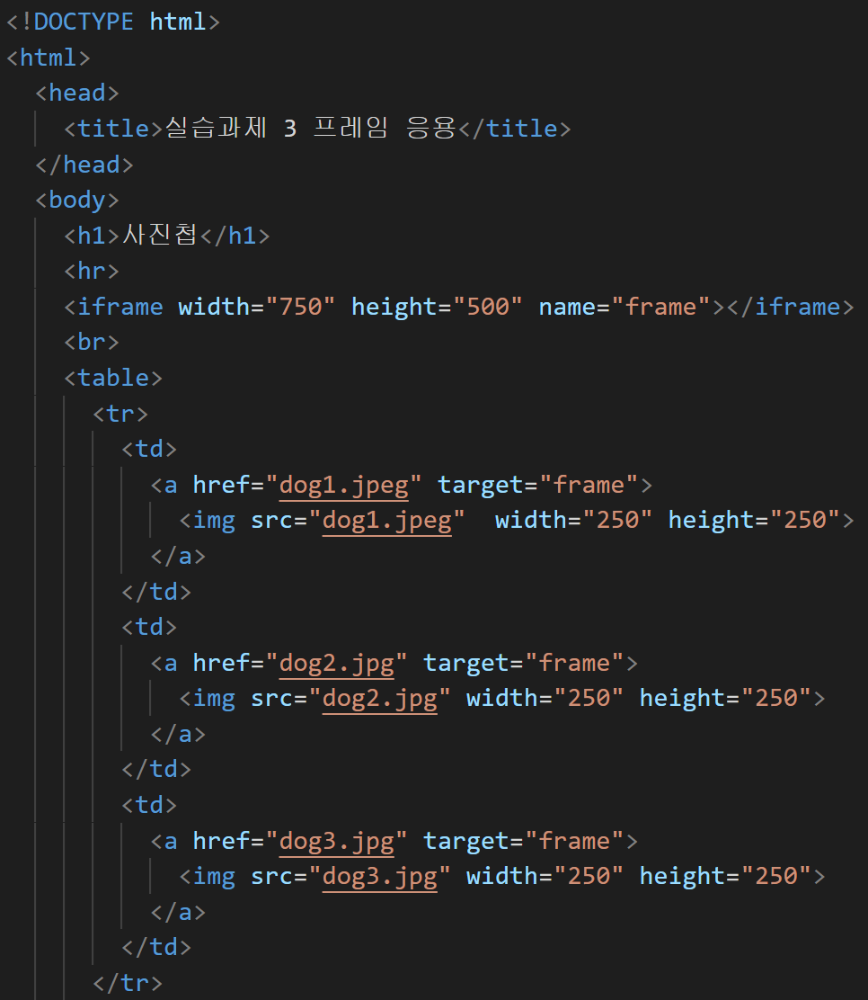 <!DOCTYPE html>
<html>
  <head>
    <title>실습과제 3 프레임 응용</title>
  </head>
  <body>
    <h1>사진첩</h1>
    <hr>
    <iframe width="750" height="500" name="frame"></iframe>
    <br>
    <table>
      <tr>
        <td>
          <a href="dog1.jpeg" target="frame">
            <img src="dog1.jpeg"  width="250" height="250">
          </a>
        </td>
        <td>
          <a href="dog2.jpg" target="frame">
            <img src="dog2.jpg" width="250" height="250">
          </a>
        </td>
        <td>
          <a href="dog3.jpg" target="frame">
            <img src="dog3.jpg" width="250" height="250">
          </a>
        </td>
      </tr>